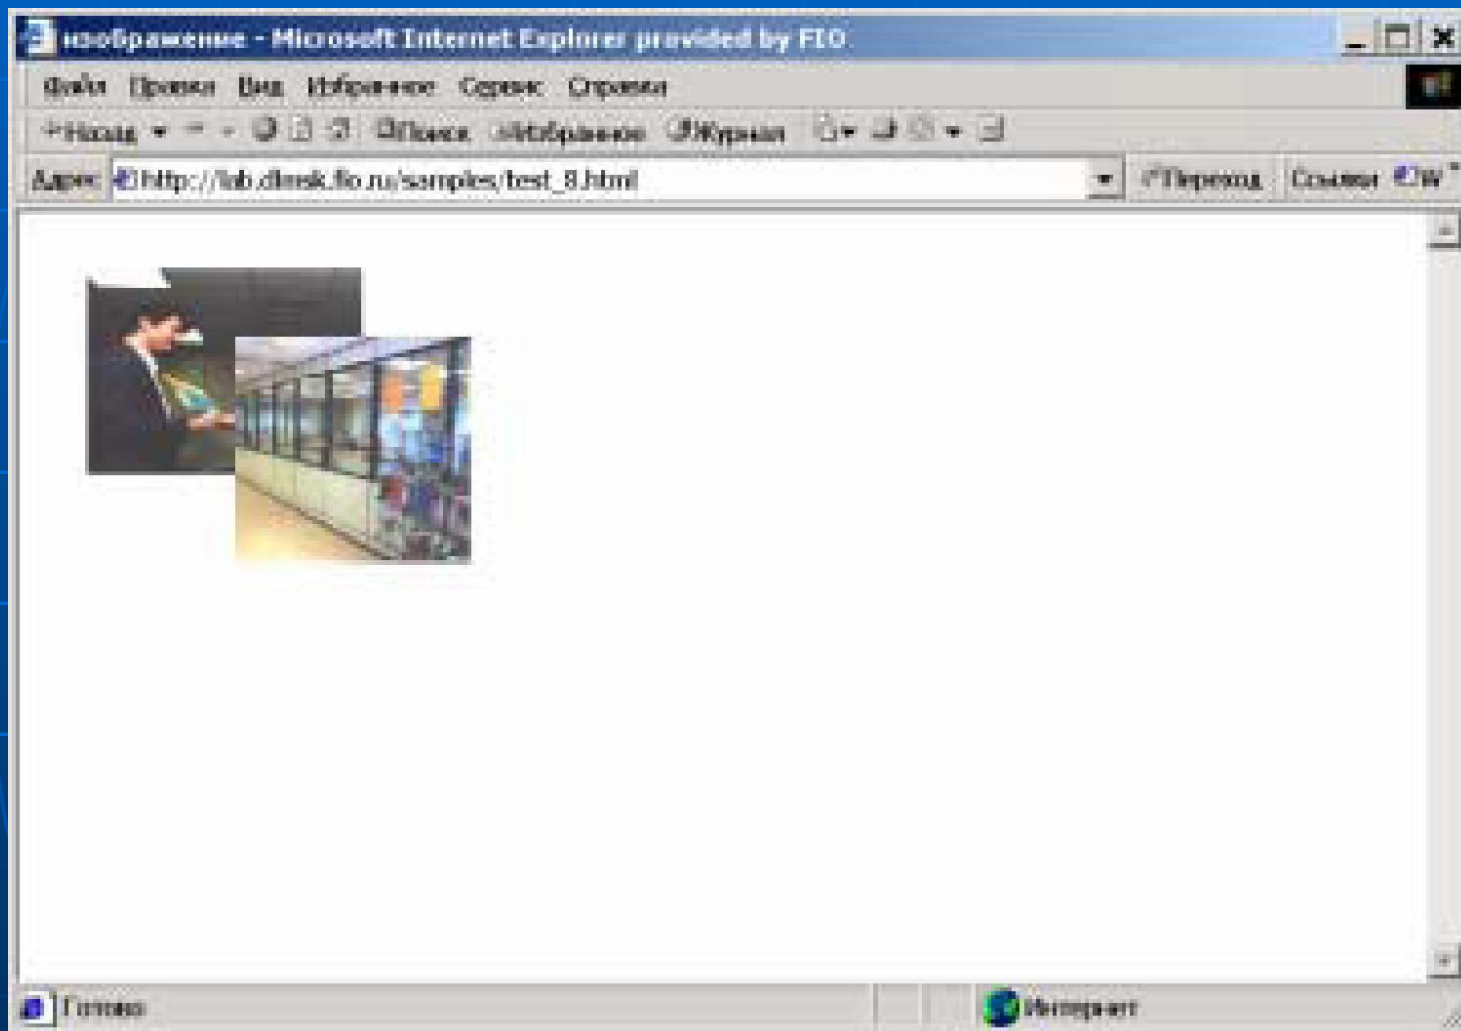 изображение - Microsoft Internet Explorer provided by FIO
Файл Правка Вид Избранное Сервис Справка
Назад Поиск Избранное Журнал
Адрес http://lab.dlmsk.fio.ru/samples/test_8.html Переход Ссылки W
Готово Интернет